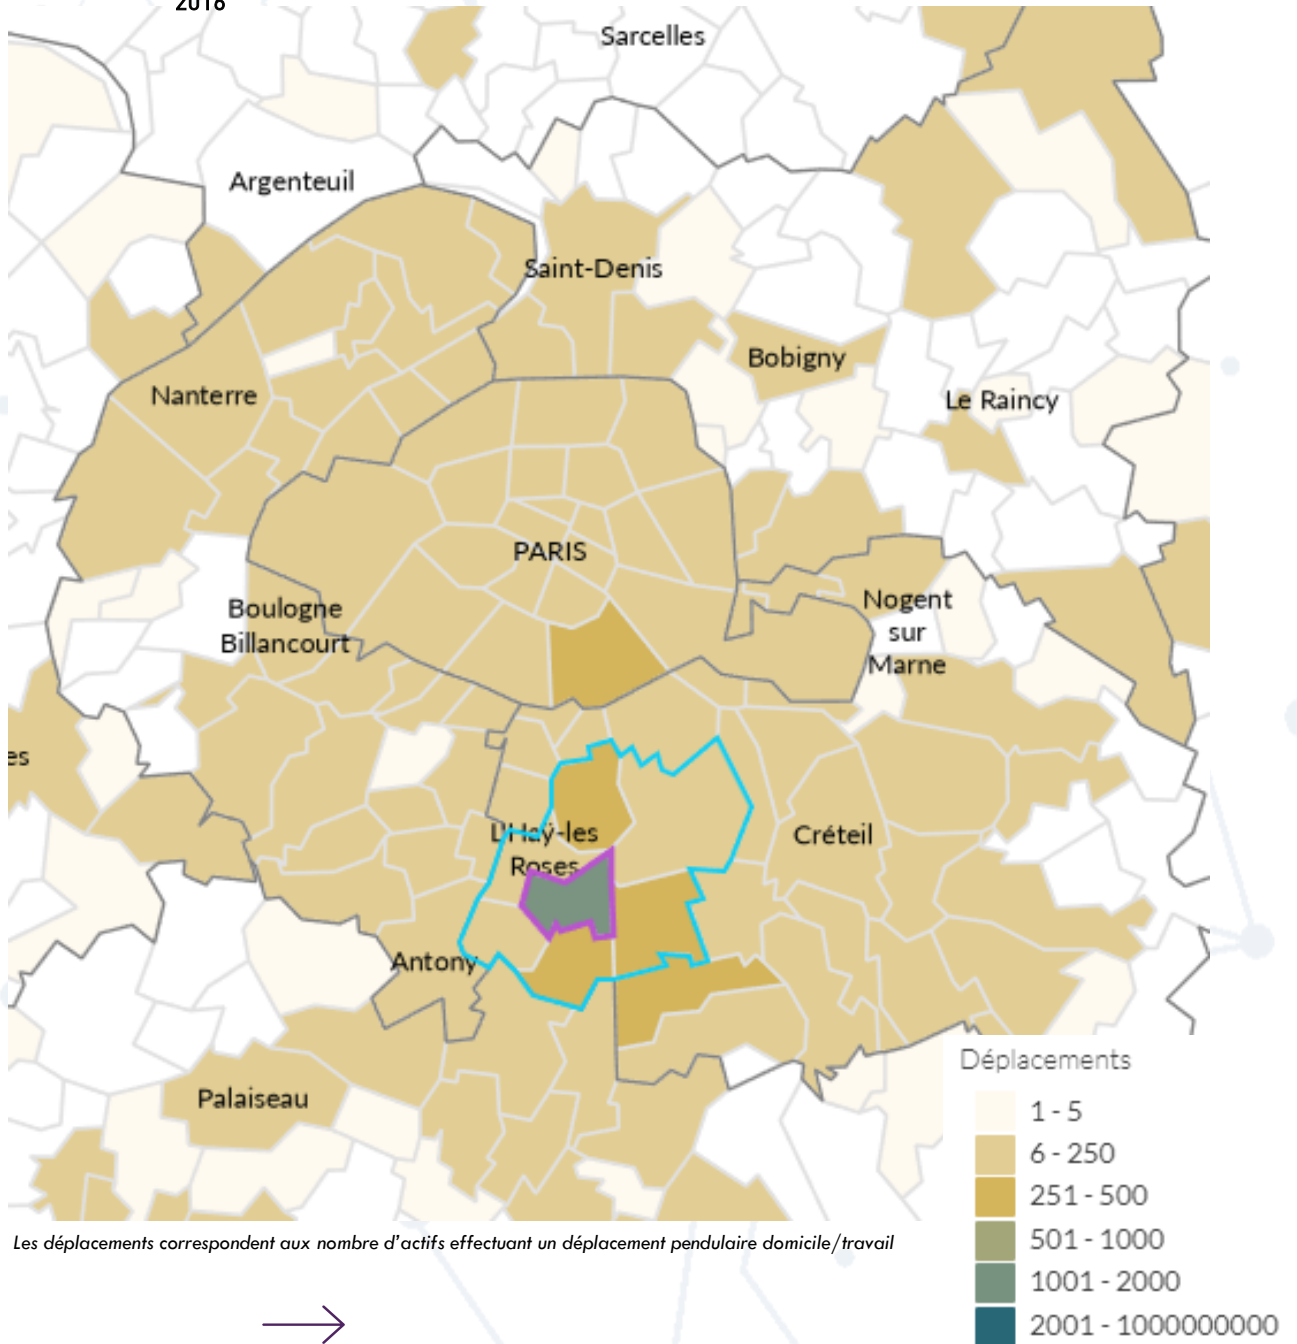 2016
Sarcelles
Argenteuil
Saint-Denis
Bobigny
Nanterre
Le Raincy
PARIS
Boulogne
Billancourt
Nogent
sur
Marne
es
L'Haÿ-les
Roses
Créteil
Antony
Palaiseau
Déplacements
1 - 5
6 - 250
251 - 500
501 - 1000
1001 - 2000
2001 - 1000000000
Les déplacements correspondent aux nombre d'actifs effectuant un déplacement pendulaire domicile/travail